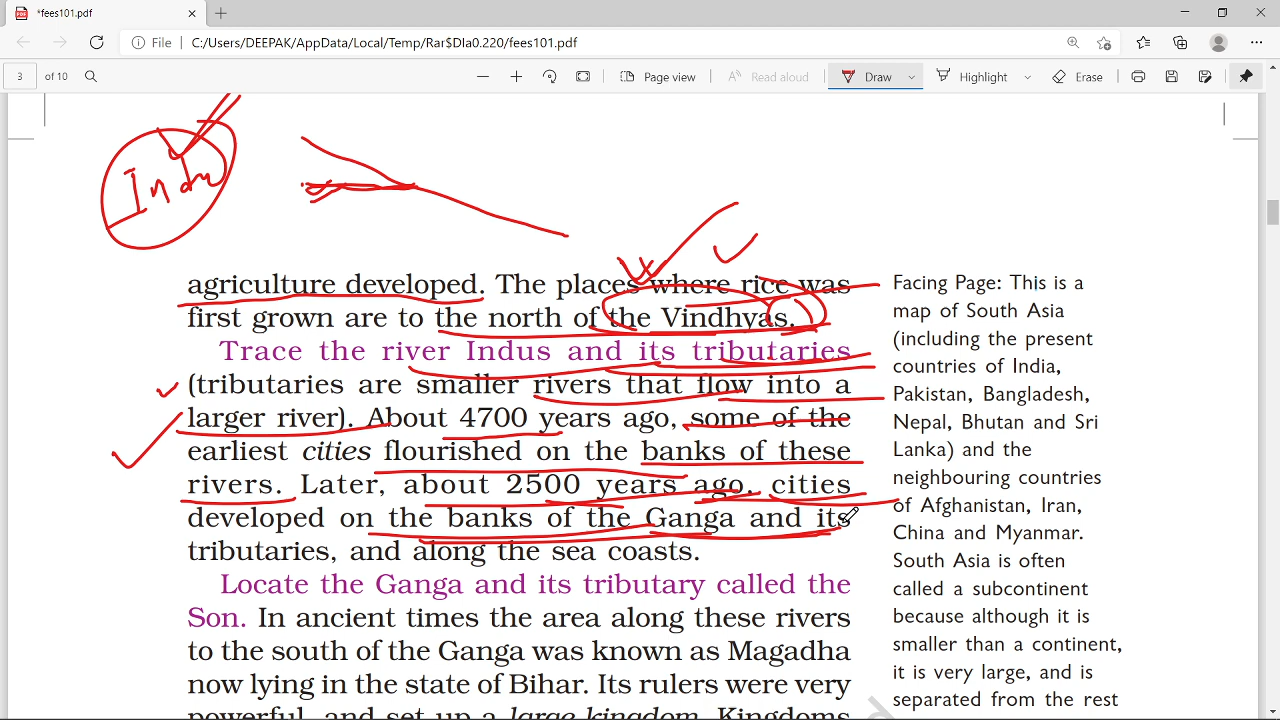 *fees101.pdf
File C:/Users/DEEPAK/AppData/Local/Temp/Rar$DIa0.220/fees101.pdf
3 of 10 Page view Read aloud Draw Highlight Erase
Indu
agriculture developed. The places where rice was
first grown are to the north of the Vindhyas.
Trace the river Indus and its tributaries
(tributaries are smaller rivers that flow into a
larger river). About 4700 years ago, some of the
earliest cities flourished on the banks of these
rivers. Later, about 2500 years ago, cities
developed on the banks of the Ganga and its
tributaries, and along the sea coasts.
Locate the Ganga and its tributary called the
Son. In ancient times the area along these rivers
to the south of the Ganga was known as Magadha
now lying in the state of Bihar. Its rulers were very
powerful, and set up a large kingdom. Kingdoms
Facing Page: This is a
map of South Asia
(including the present
countries of India,
Pakistan, Bangladesh,
Nepal, Bhutan and Sri
Lanka) and the
neighbouring countries
of Afghanistan, Iran,
China and Myanmar.
South Asia is often
called a subcontinent
because although it is
smaller than a continent,
it is very large, and is
separated from the rest